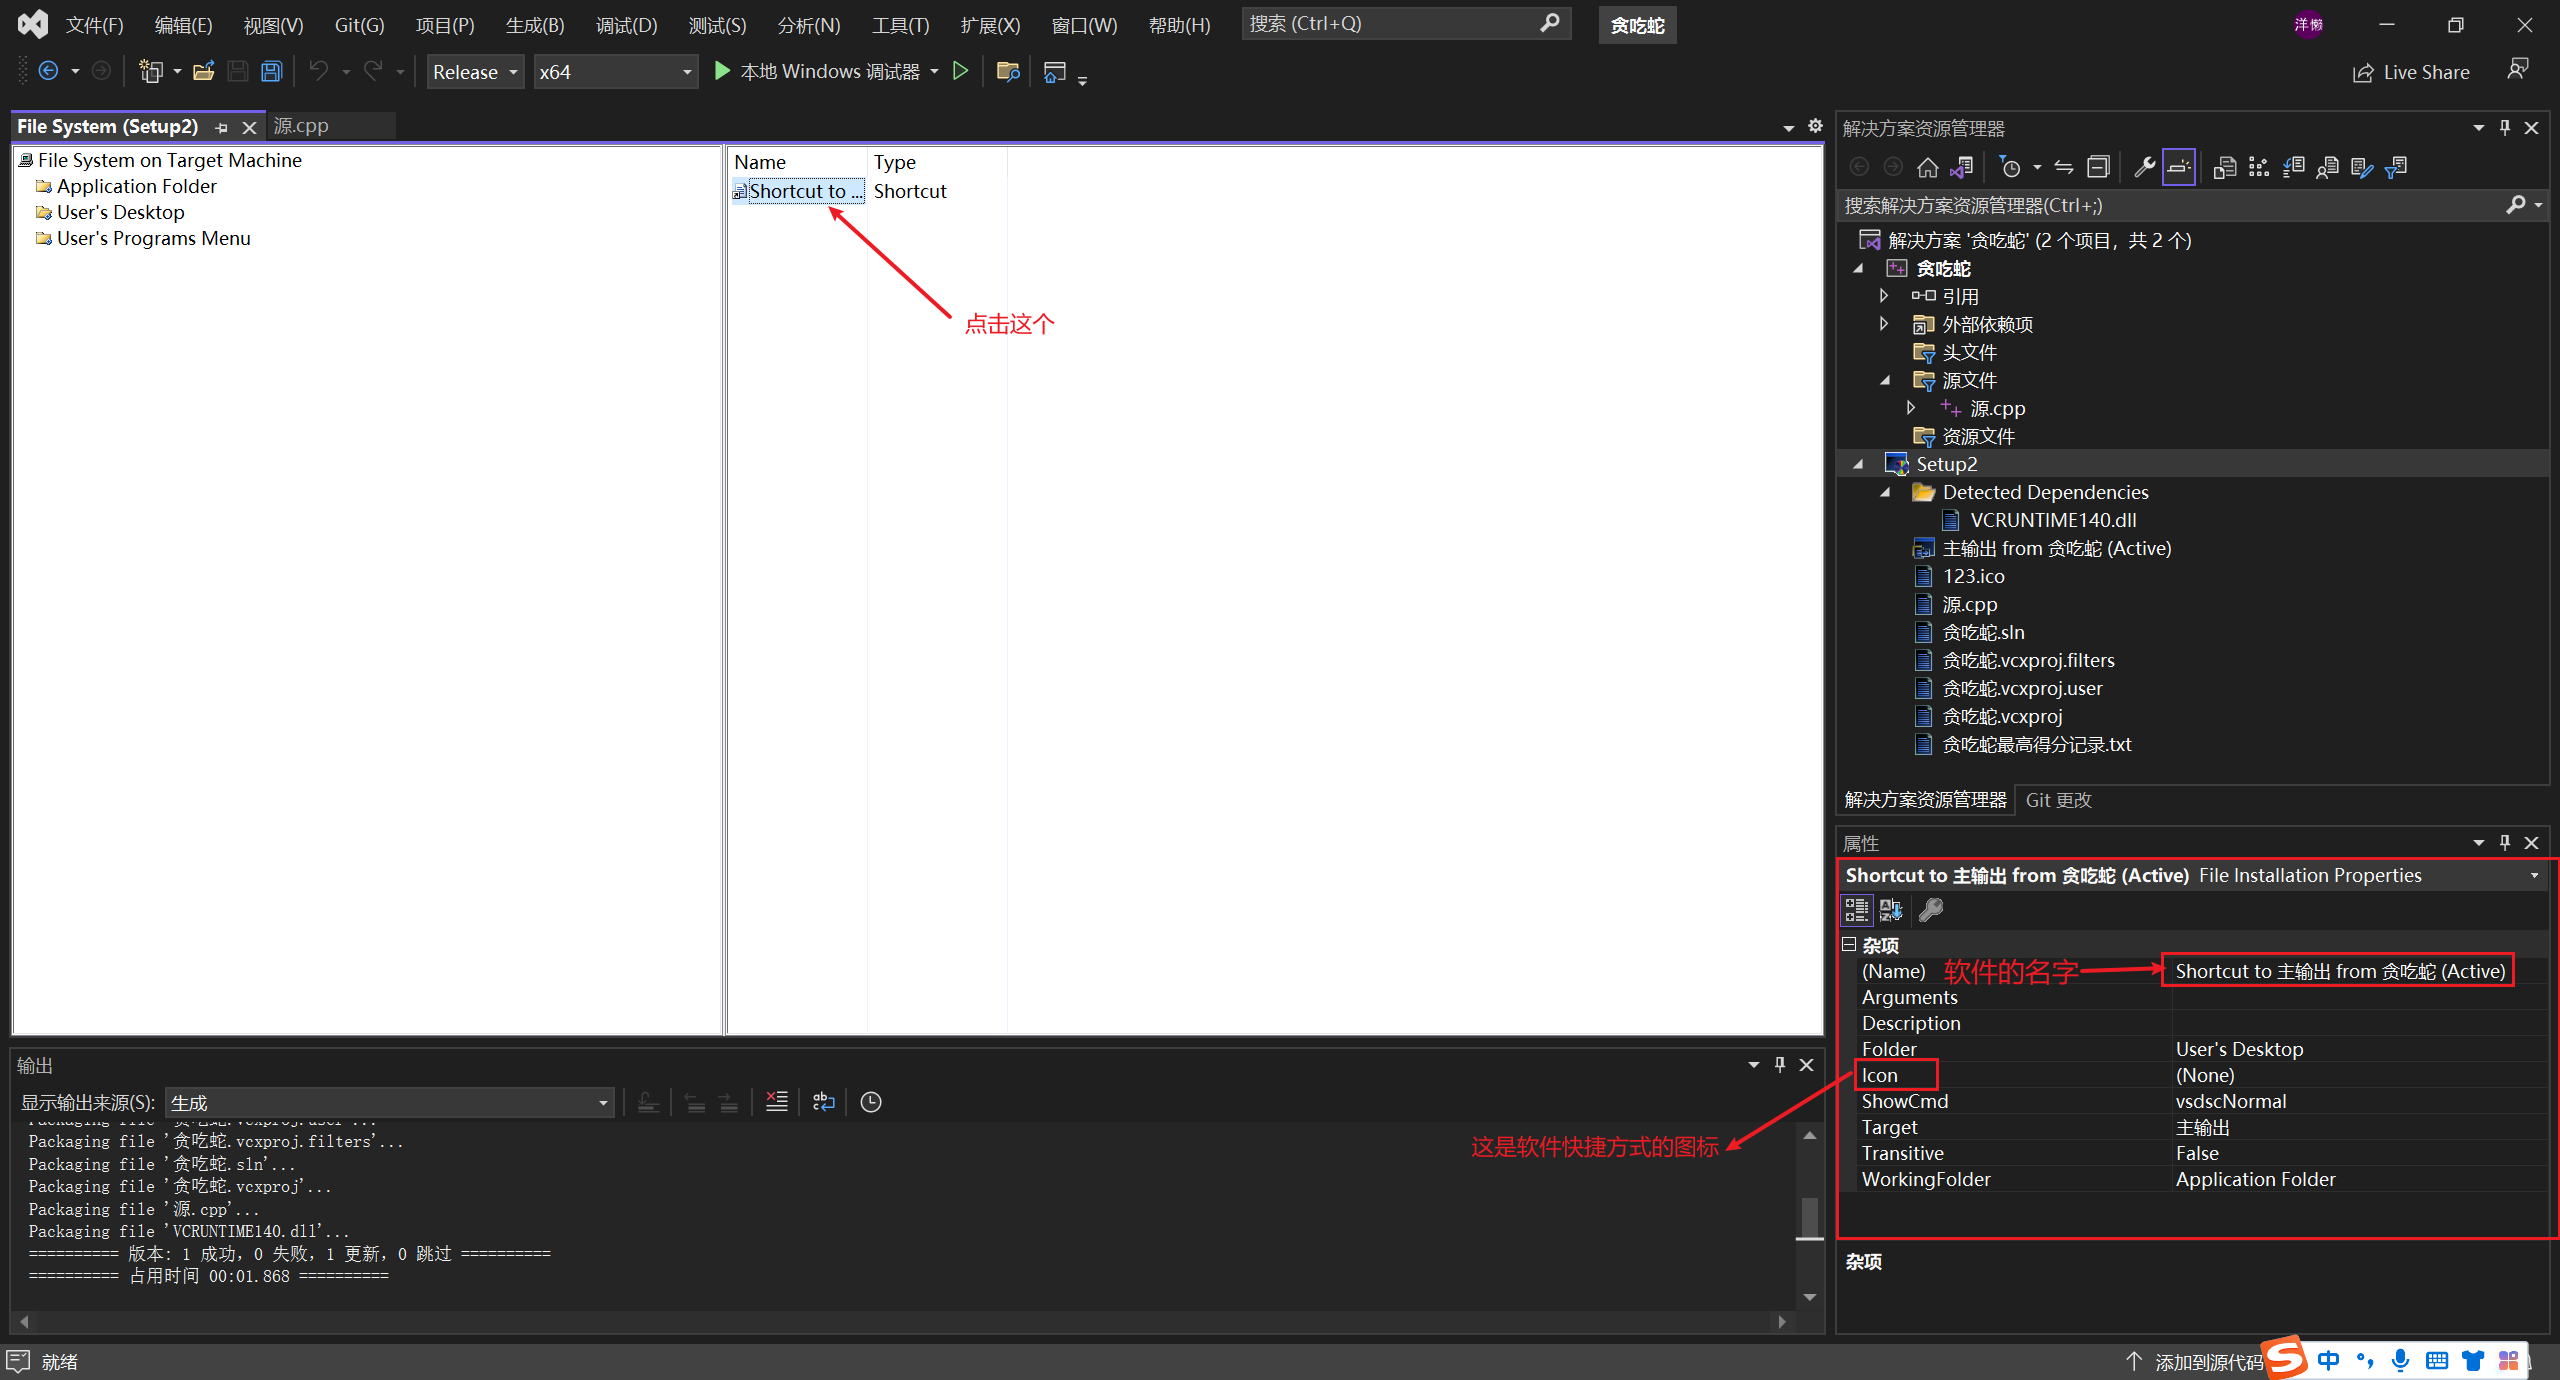 文件(F) 编辑(E) 视图(V) Git(G) 项目(P) 生成(B) 调试(D) 测试(S) 分析(N) 工具(T) 扩展(X) 窗口(W) 帮助(H) 搜索 (Ctrl+Q) 贪吃蛇 洋懒
Release x64 本地 Windows 调试器 Live Share
File System (Setup2) 源.cpp
File System on Target Machine
Application Folder
User's Desktop
User's Programs Menu
Name Type
Shortcut to ... Shortcut
点击这个
解决方案资源管理器
搜索解决方案资源管理器(Ctrl+;)
解决方案 '贪吃蛇' (2 个项目，共 2 个)
贪吃蛇
引用
外部依赖项
头文件
源文件
源.cpp
资源文件
Setup2
Detected Dependencies
VCRUNTIME140.dll
主输出 from 贪吃蛇 (Active)
123.ico
源.cpp
贪吃蛇.sln
贪吃蛇.vcxproj.filters
贪吃蛇.vcxproj.user
贪吃蛇.vcxproj
贪吃蛇最高得分记录.txt
解决方案资源管理器 Git 更改
属性
Shortcut to 主输出 from 贪吃蛇 (Active) File Installation Properties
杂项
(Name) 软件的名字 Shortcut to 主输出 from 贪吃蛇 (Active)
Arguments
Description
Folder User's Desktop
Icon (None)
ShowCmd vsdscNormal
Target 主输出
Transitive False
WorkingFolder Application Folder
杂项
这是软件快捷方式的图标
输出
显示输出来源(S): 生成
Packaging file '贪吃蛇.vcxproj.user'...
Packaging file '贪吃蛇.vcxproj.filters'...
Packaging file '贪吃蛇.sln'...
Packaging file '贪吃蛇.vcxproj'...
Packaging file '源.cpp'...
Packaging file 'VCRUNTIME140.dll'...
========== 版本: 1 成功，0 失败，1 更新，0 跳过 ==========
========== 占用时间 00:01.868 ==========
就绪 添加到源代码 中